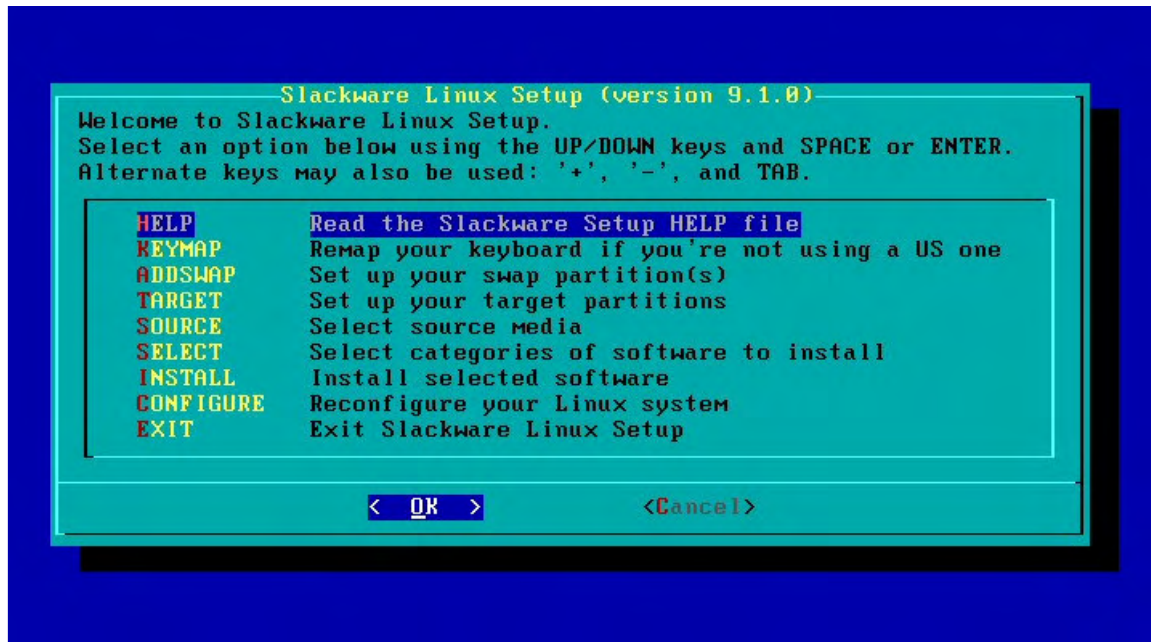 Slackware Linux Setup (version 9.1.0)
Welcome to Slackware Linux Setup.
Select an option below using the UP/DOWN keys and SPACE or ENTER.
Alternate keys may also be used: '+', '-', and TAB.
HELP Read the Slackware Setup HELP file
KEYMAP Remap your keyboard if you're not using a US one
ADDSWAP Set up your swap partition(s)
TARGET Set up your target partitions
SOURCE Select source media
SELECT Select categories of software to install
INSTALL Install selected software
CONFIGURE Reconfigure your Linux system
EXIT Exit Slackware Linux Setup
< OK > <Cancel>